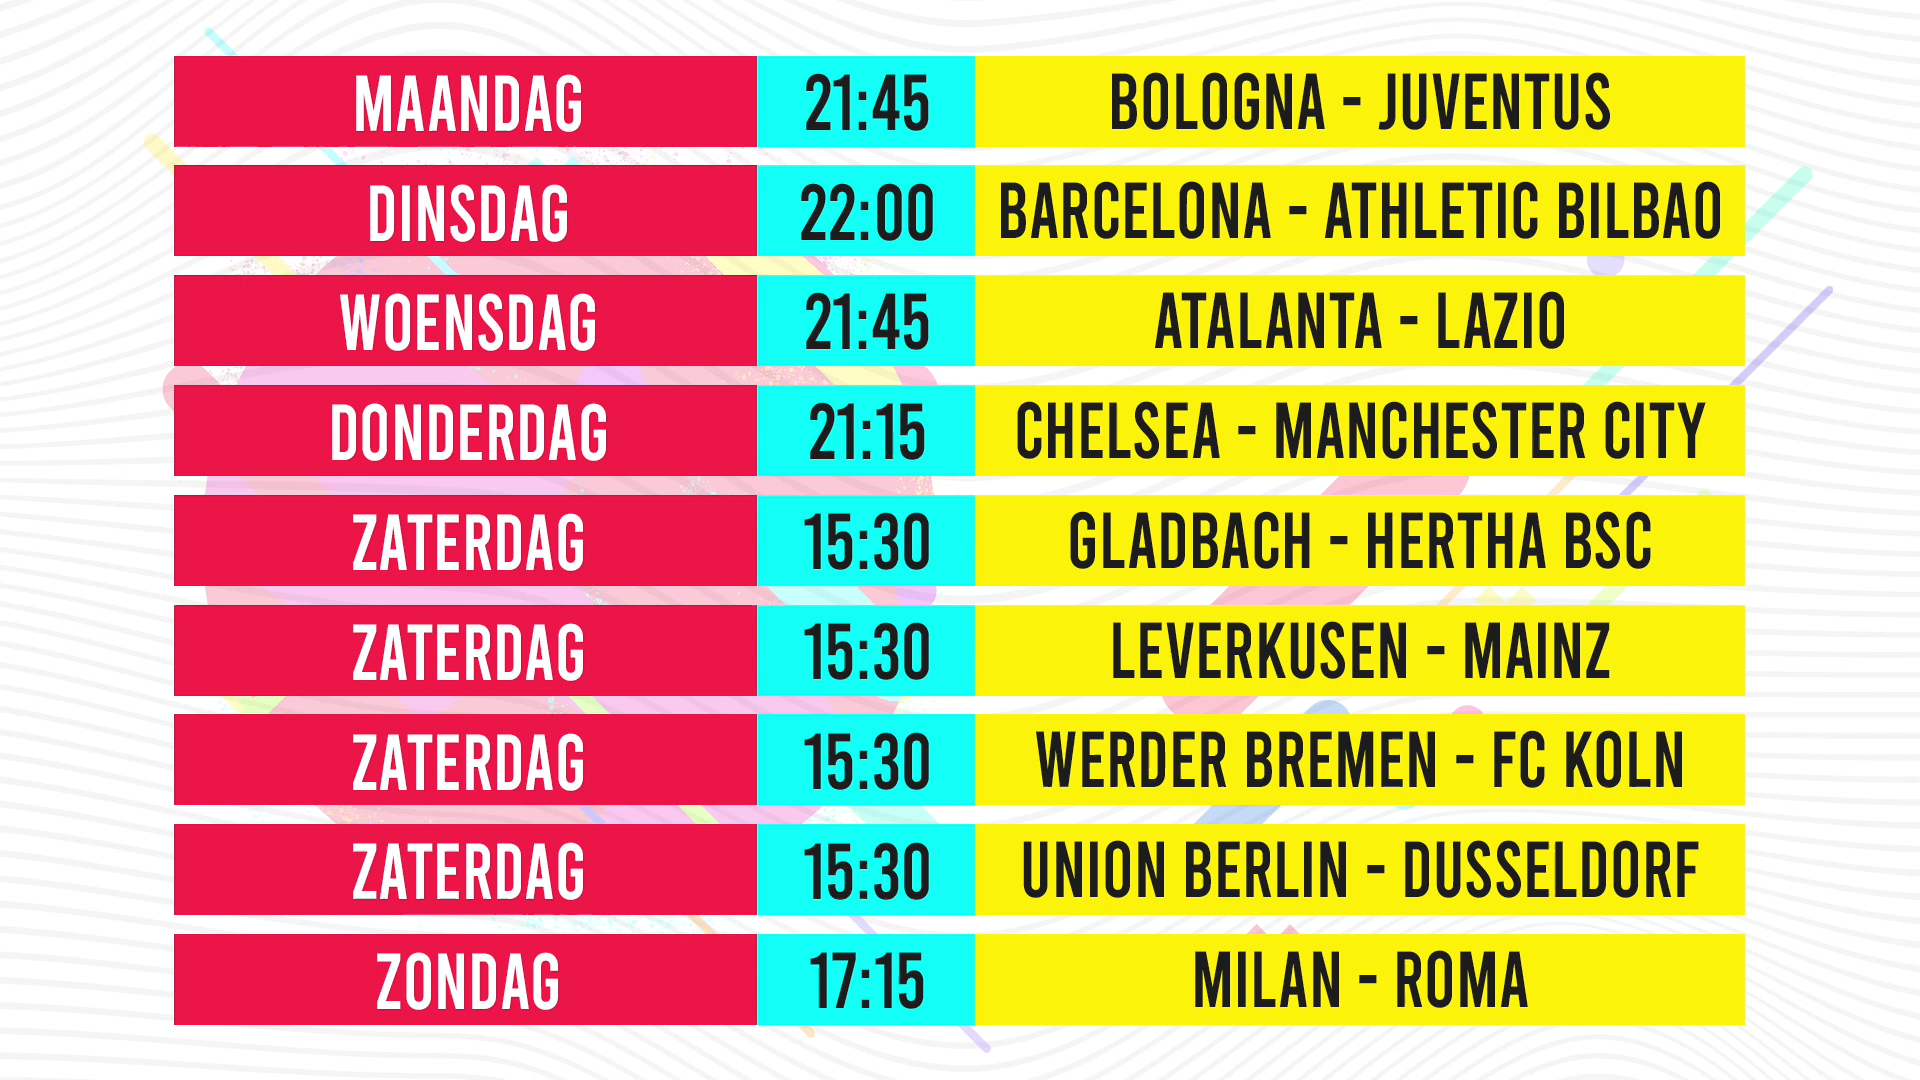 MAANDAG 21:45 BOLOGNA - JUVENTUS
DINSDAG 22:00 BARCELONA - ATHLETIC BILBAO
WOENSDAG 21:45 ATALANTA - LAZIO
DONDERDAG 21:15 CHELSEA - MANCHESTER CITY
ZATERDAG 15:30 GLADBACH - HERTHA BSC
ZATERDAG 15:30 LEVERKUSEN - MAINZ
ZATERDAG 15:30 WERDER BREMEN - FC KOLN
ZATERDAG 15:30 UNION BERLIN - DUSSELDORF
ZONDAG 17:15 MILAN - ROMA